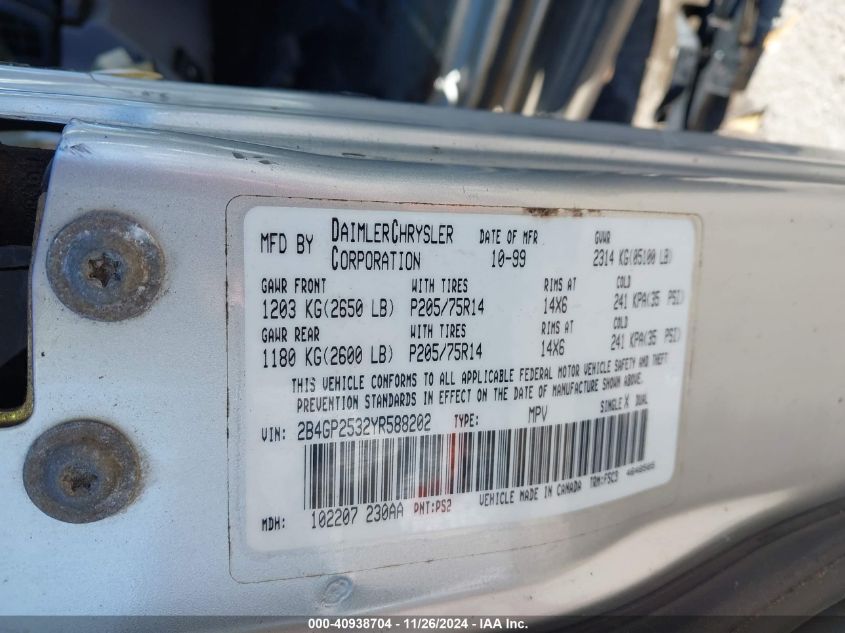 MFD BY DAIMLERCHRYSLER CORPORATION DATE OF MFR 10-99 GVWR 2314 KG(05100 LB)
GAWR FRONT WITH TIRES RIMS AT COLD
1203 KG(2650 LB) P205/75R14 14X6 241 KPA(35 PSI)
GAWR REAR WITH TIRES RIMS AT COLD
1180 KG(2600 LB) P205/75R14 14X6 241 KPA(35 PSI)
THIS VEHICLE CONFORMS TO ALL APPLICABLE FEDERAL MOTOR VEHICLE SAFETY AND THEFT
PREVENTION STANDARDS IN EFFECT ON THE DATE OF MANUFACTURE SHOWN ABOVE.
VIN: 2B4GP2532YR588202 TYPE: MPV SINGLE X DUAL
MDH: 102207 230AA PNT:PS2 VEHICLE MADE IN CANADA TRM:FSC3
000-40938704 - 11/26/2024 - IAA Inc.